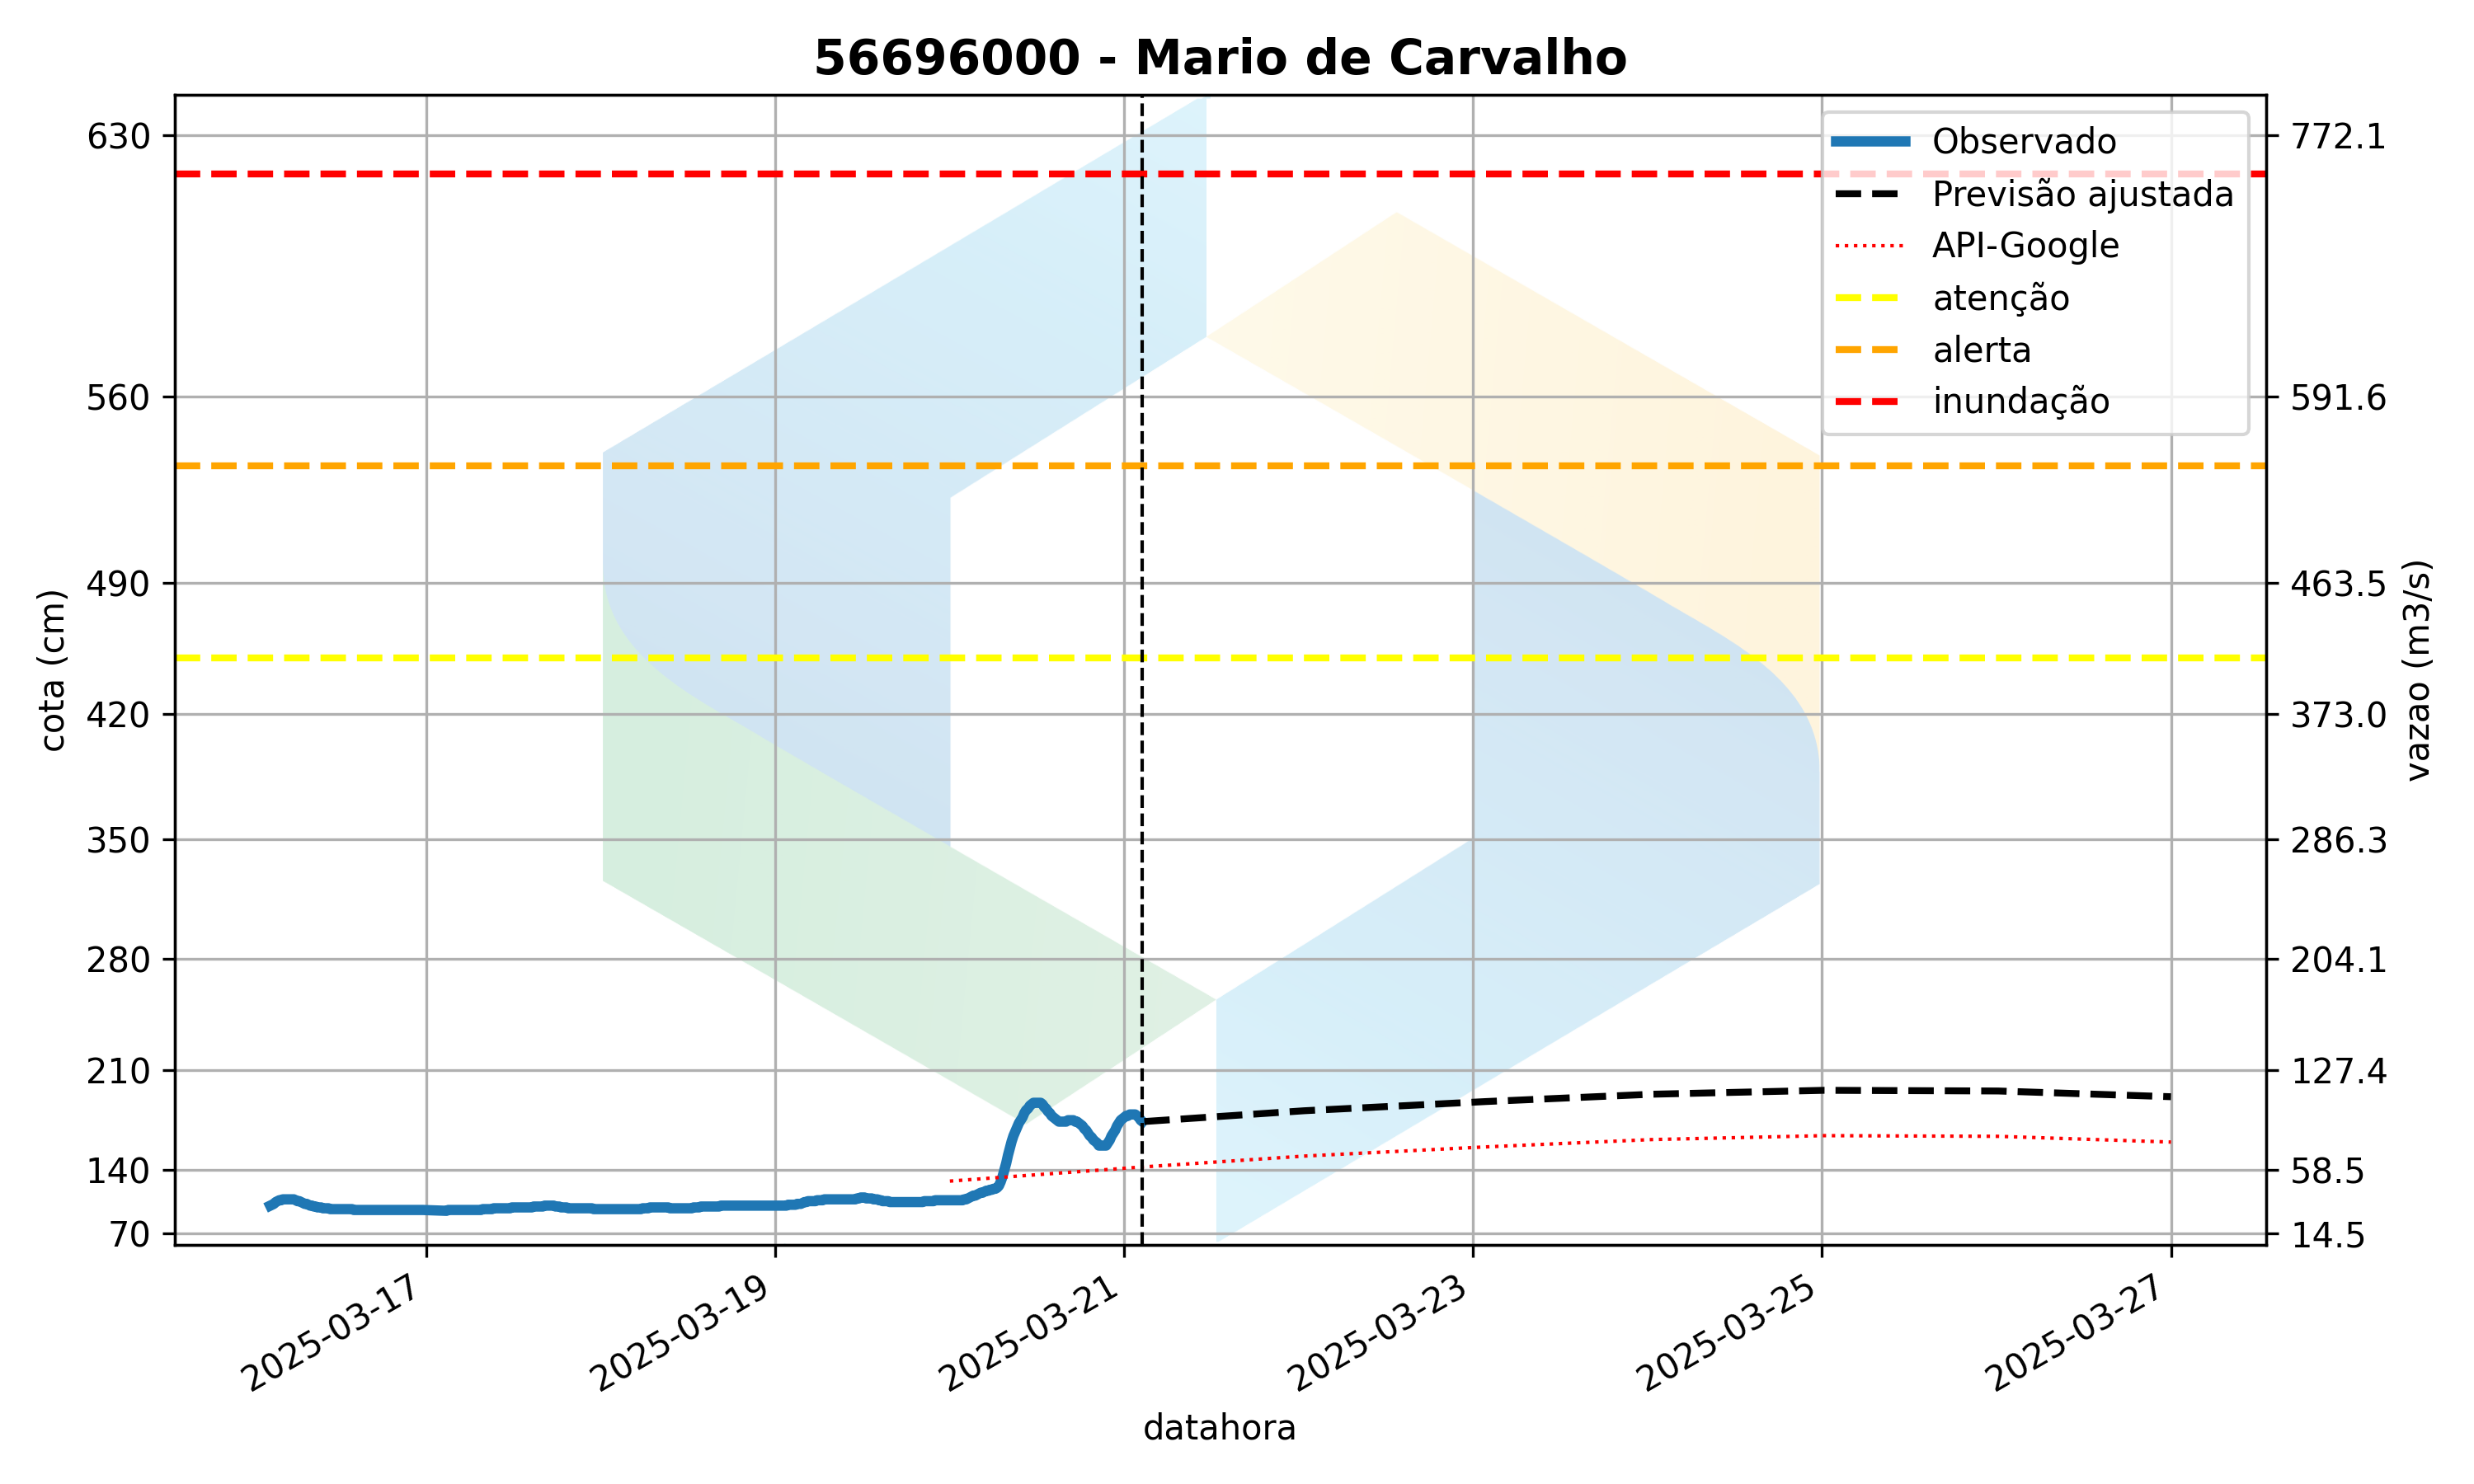 56696000 - Mario de Carvalho
630
560
490
420
350
280
210
140
70
cota (cm)
772.1
591.6
463.5
373.0
286.3
204.1
127.4
58.5
14.5
vazao (m3/s)
Observado
Previsão ajustada
API-Google
atenção
alerta
inundação
2025-03-17
2025-03-19
2025-03-21
2025-03-23
2025-03-25
2025-03-27
datahora